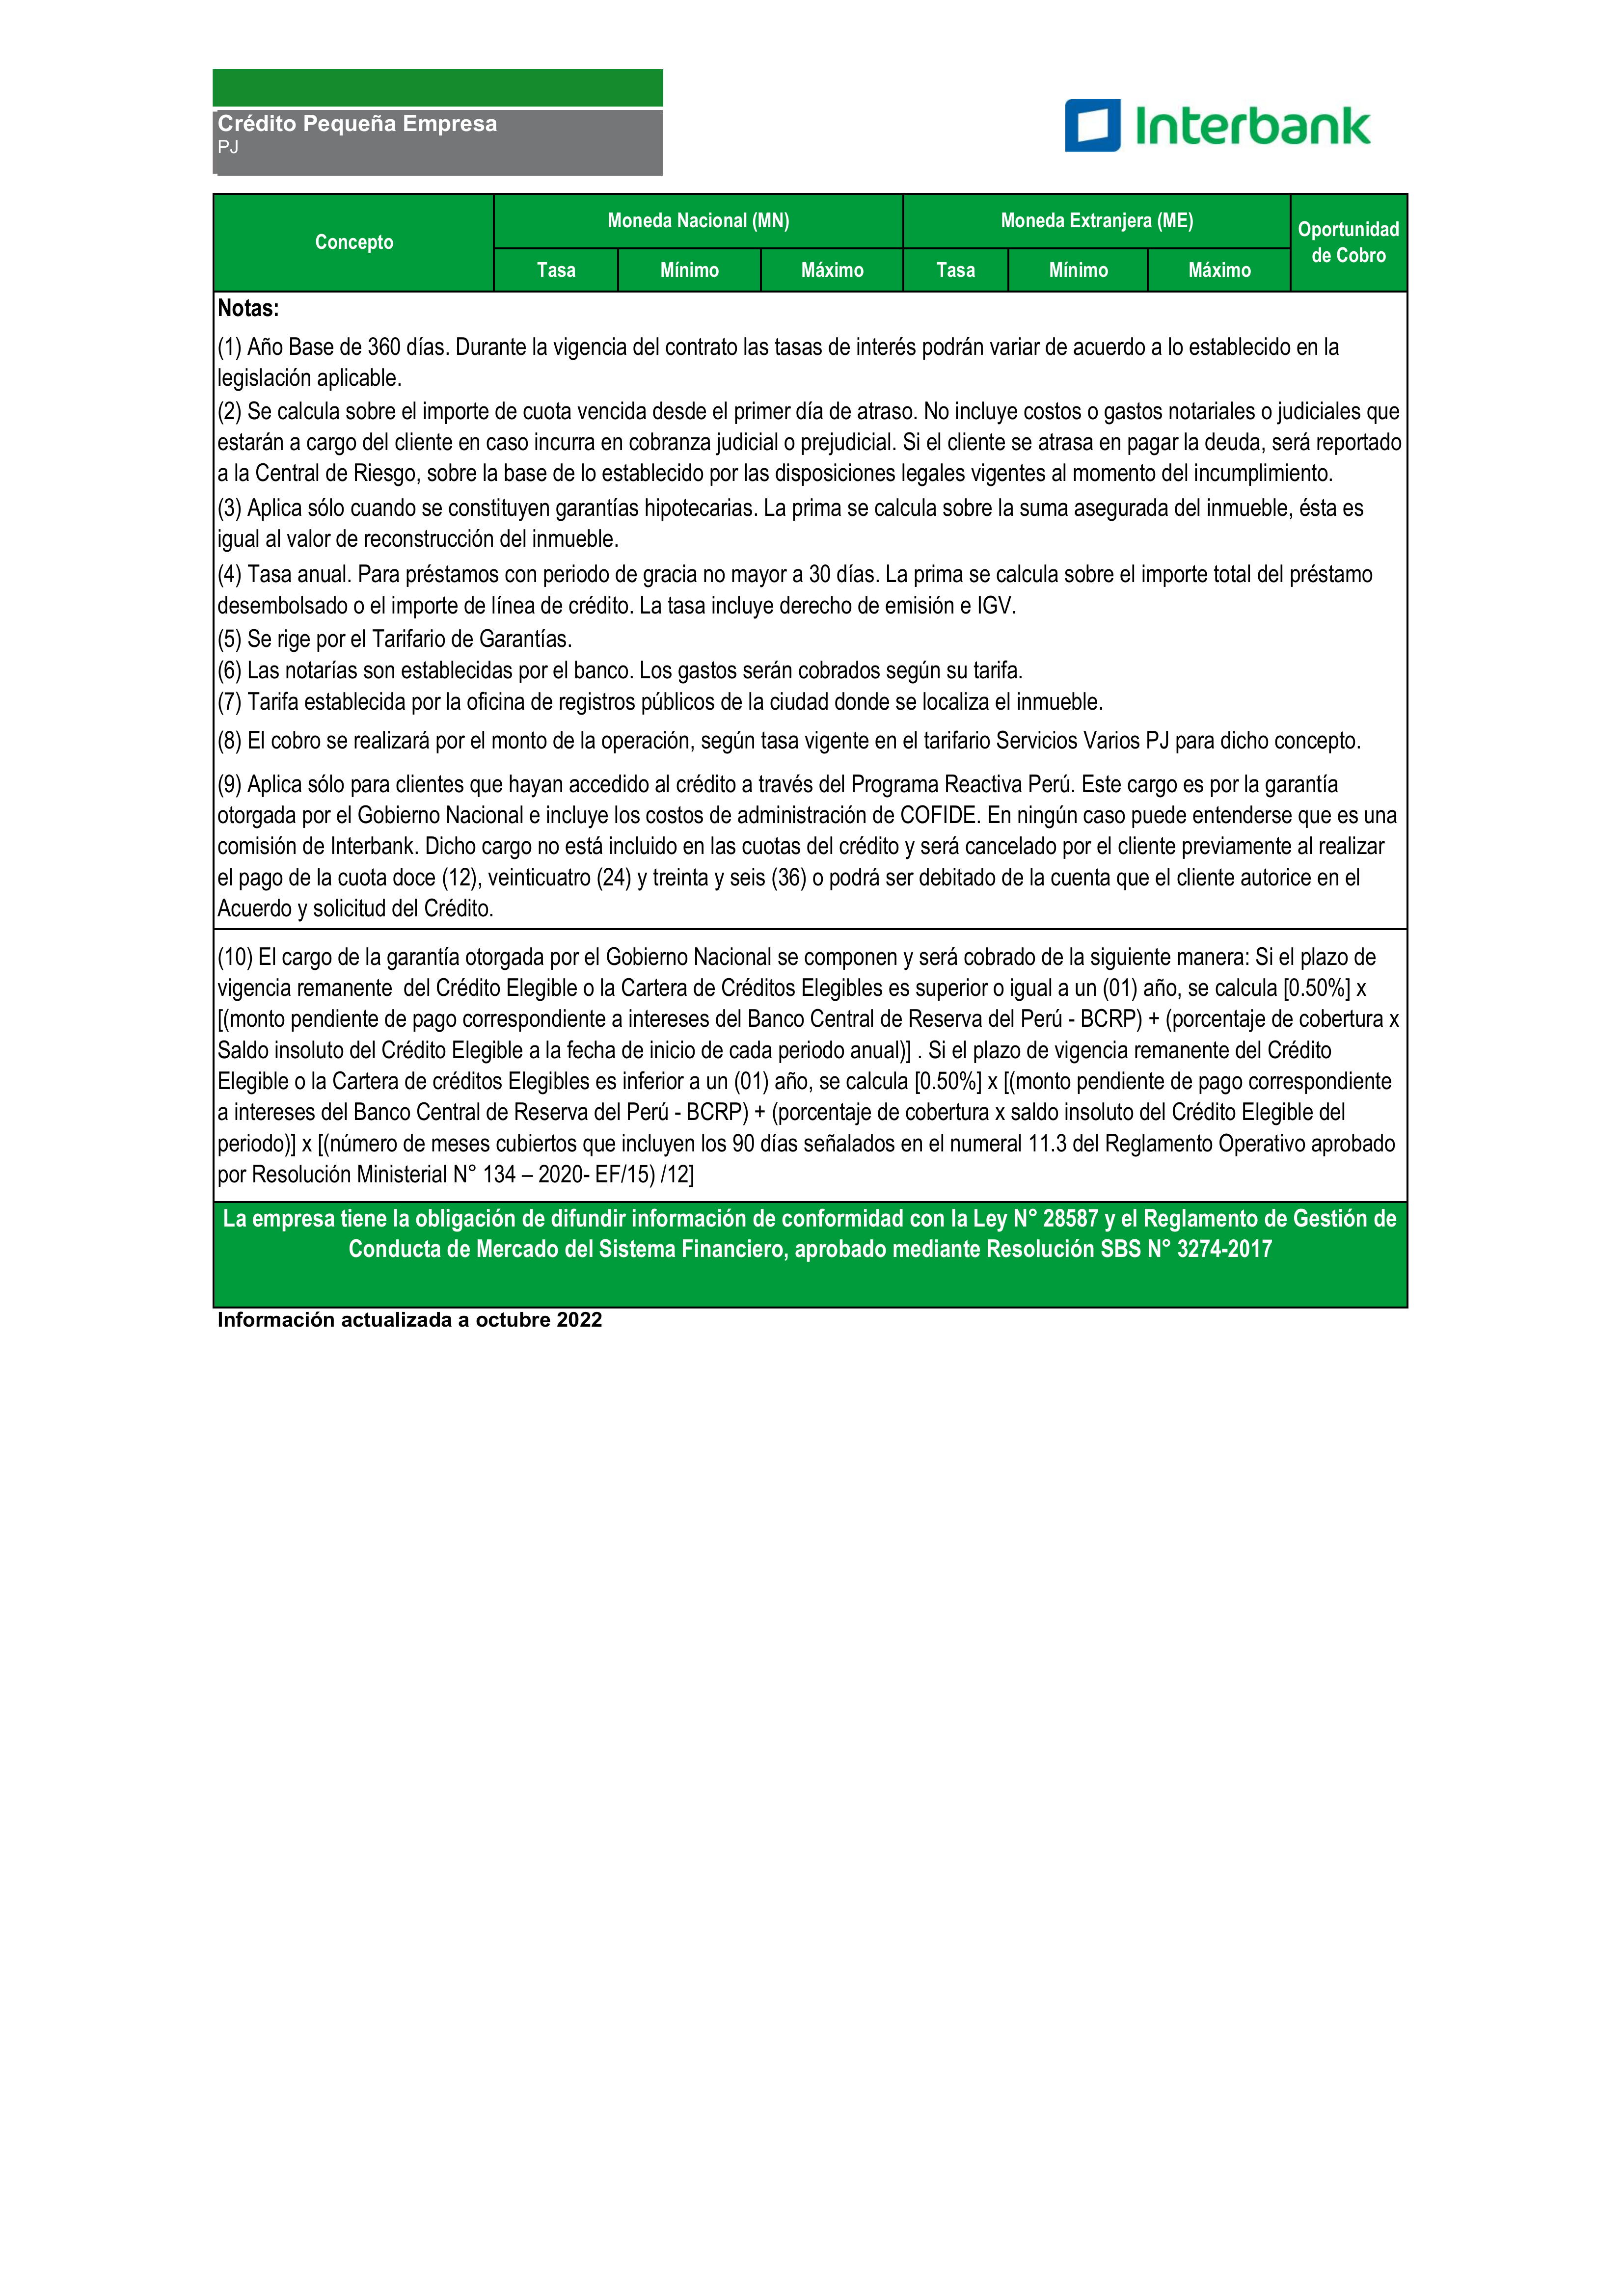 Crédito Pequeña Empresa
PJ
Interbank
Concepto
Moneda Nacional (MN)
Moneda Extranjera (ME)
Oportunidad
de Cobro
Tasa
Mínimo
Máximo
Tasa
Mínimo
Máximo
Notas:
(1) Año Base de 360 días. Durante la vigencia del contrato las tasas de interés podrán variar de acuerdo a lo establecido en la
legislación aplicable.
(2) Se calcula sobre el importe de cuota vencida desde el primer día de atraso. No incluye costos o gastos notariales o judiciales que
estarán a cargo del cliente en caso incurra en cobranza judicial o prejudicial. Si el cliente se atrasa en pagar la deuda, será reportado
a la Central de Riesgo, sobre la base de lo establecido por las disposiciones legales vigentes al momento del incumplimiento.
(3) Aplica sólo cuando se constituyen garantías hipotecarias. La prima se calcula sobre la suma asegurada del inmueble, ésta es
igual al valor de reconstrucción del inmueble.
(4) Tasa anual. Para préstamos con periodo de gracia no mayor a 30 días. La prima se calcula sobre el importe total del préstamo
desembolsado o el importe de línea de crédito. La tasa incluye derecho de emisión e IGV.
(5) Se rige por el Tarifario de Garantías.
(6) Las notarías son establecidas por el banco. Los gastos serán cobrados según su tarifa.
(7) Tarifa establecida por la oficina de registros públicos de la ciudad donde se localiza el inmueble.
(8) El cobro se realizará por el monto de la operación, según tasa vigente en el tarifario Servicios Varios PJ para dicho concepto.
(9) Aplica sólo para clientes que hayan accedido al crédito a través del Programa Reactiva Perú. Este cargo es por la garantía
otorgada por el Gobierno Nacional e incluye los costos de administración de COFIDE. En ningún caso puede entenderse que es una
comisión de Interbank. Dicho cargo no está incluido en las cuotas del crédito y será cancelado por el cliente previamente al realizar
el pago de la cuota doce (12), veinticuatro (24) y treinta y seis (36) o podrá ser debitado de la cuenta que el cliente autorice en el
Acuerdo y solicitud del Crédito.
(10) El cargo de la garantía otorgada por el Gobierno Nacional se componen y será cobrado de la siguiente manera: Si el plazo de
vigencia remanente  del Crédito Elegible o la Cartera de Créditos Elegibles es superior o igual a un (01) año, se calcula [0.50%] x
[(monto pendiente de pago correspondiente a intereses del Banco Central de Reserva del Perú - BCRP) + (porcentaje de cobertura x
Saldo insoluto del Crédito Elegible a la fecha de inicio de cada periodo anual)] . Si el plazo de vigencia remanente del Crédito
Elegible o la Cartera de créditos Elegibles es inferior a un (01) año, se calcula [0.50%] x [(monto pendiente de pago correspondiente
a intereses del Banco Central de Reserva del Perú - BCRP) + (porcentaje de cobertura x saldo insoluto del Crédito Elegible del
periodo)] x [(número de meses cubiertos que incluyen los 90 días señalados en el numeral 11.3 del Reglamento Operativo aprobado
por Resolución Ministerial N° 134 – 2020- EF/15) /12]
La empresa tiene la obligación de difundir información de conformidad con la Ley N° 28587 y el Reglamento de Gestión de
Conducta de Mercado del Sistema Financiero, aprobado mediante Resolución SBS N° 3274-2017
Información actualizada a octubre 2022